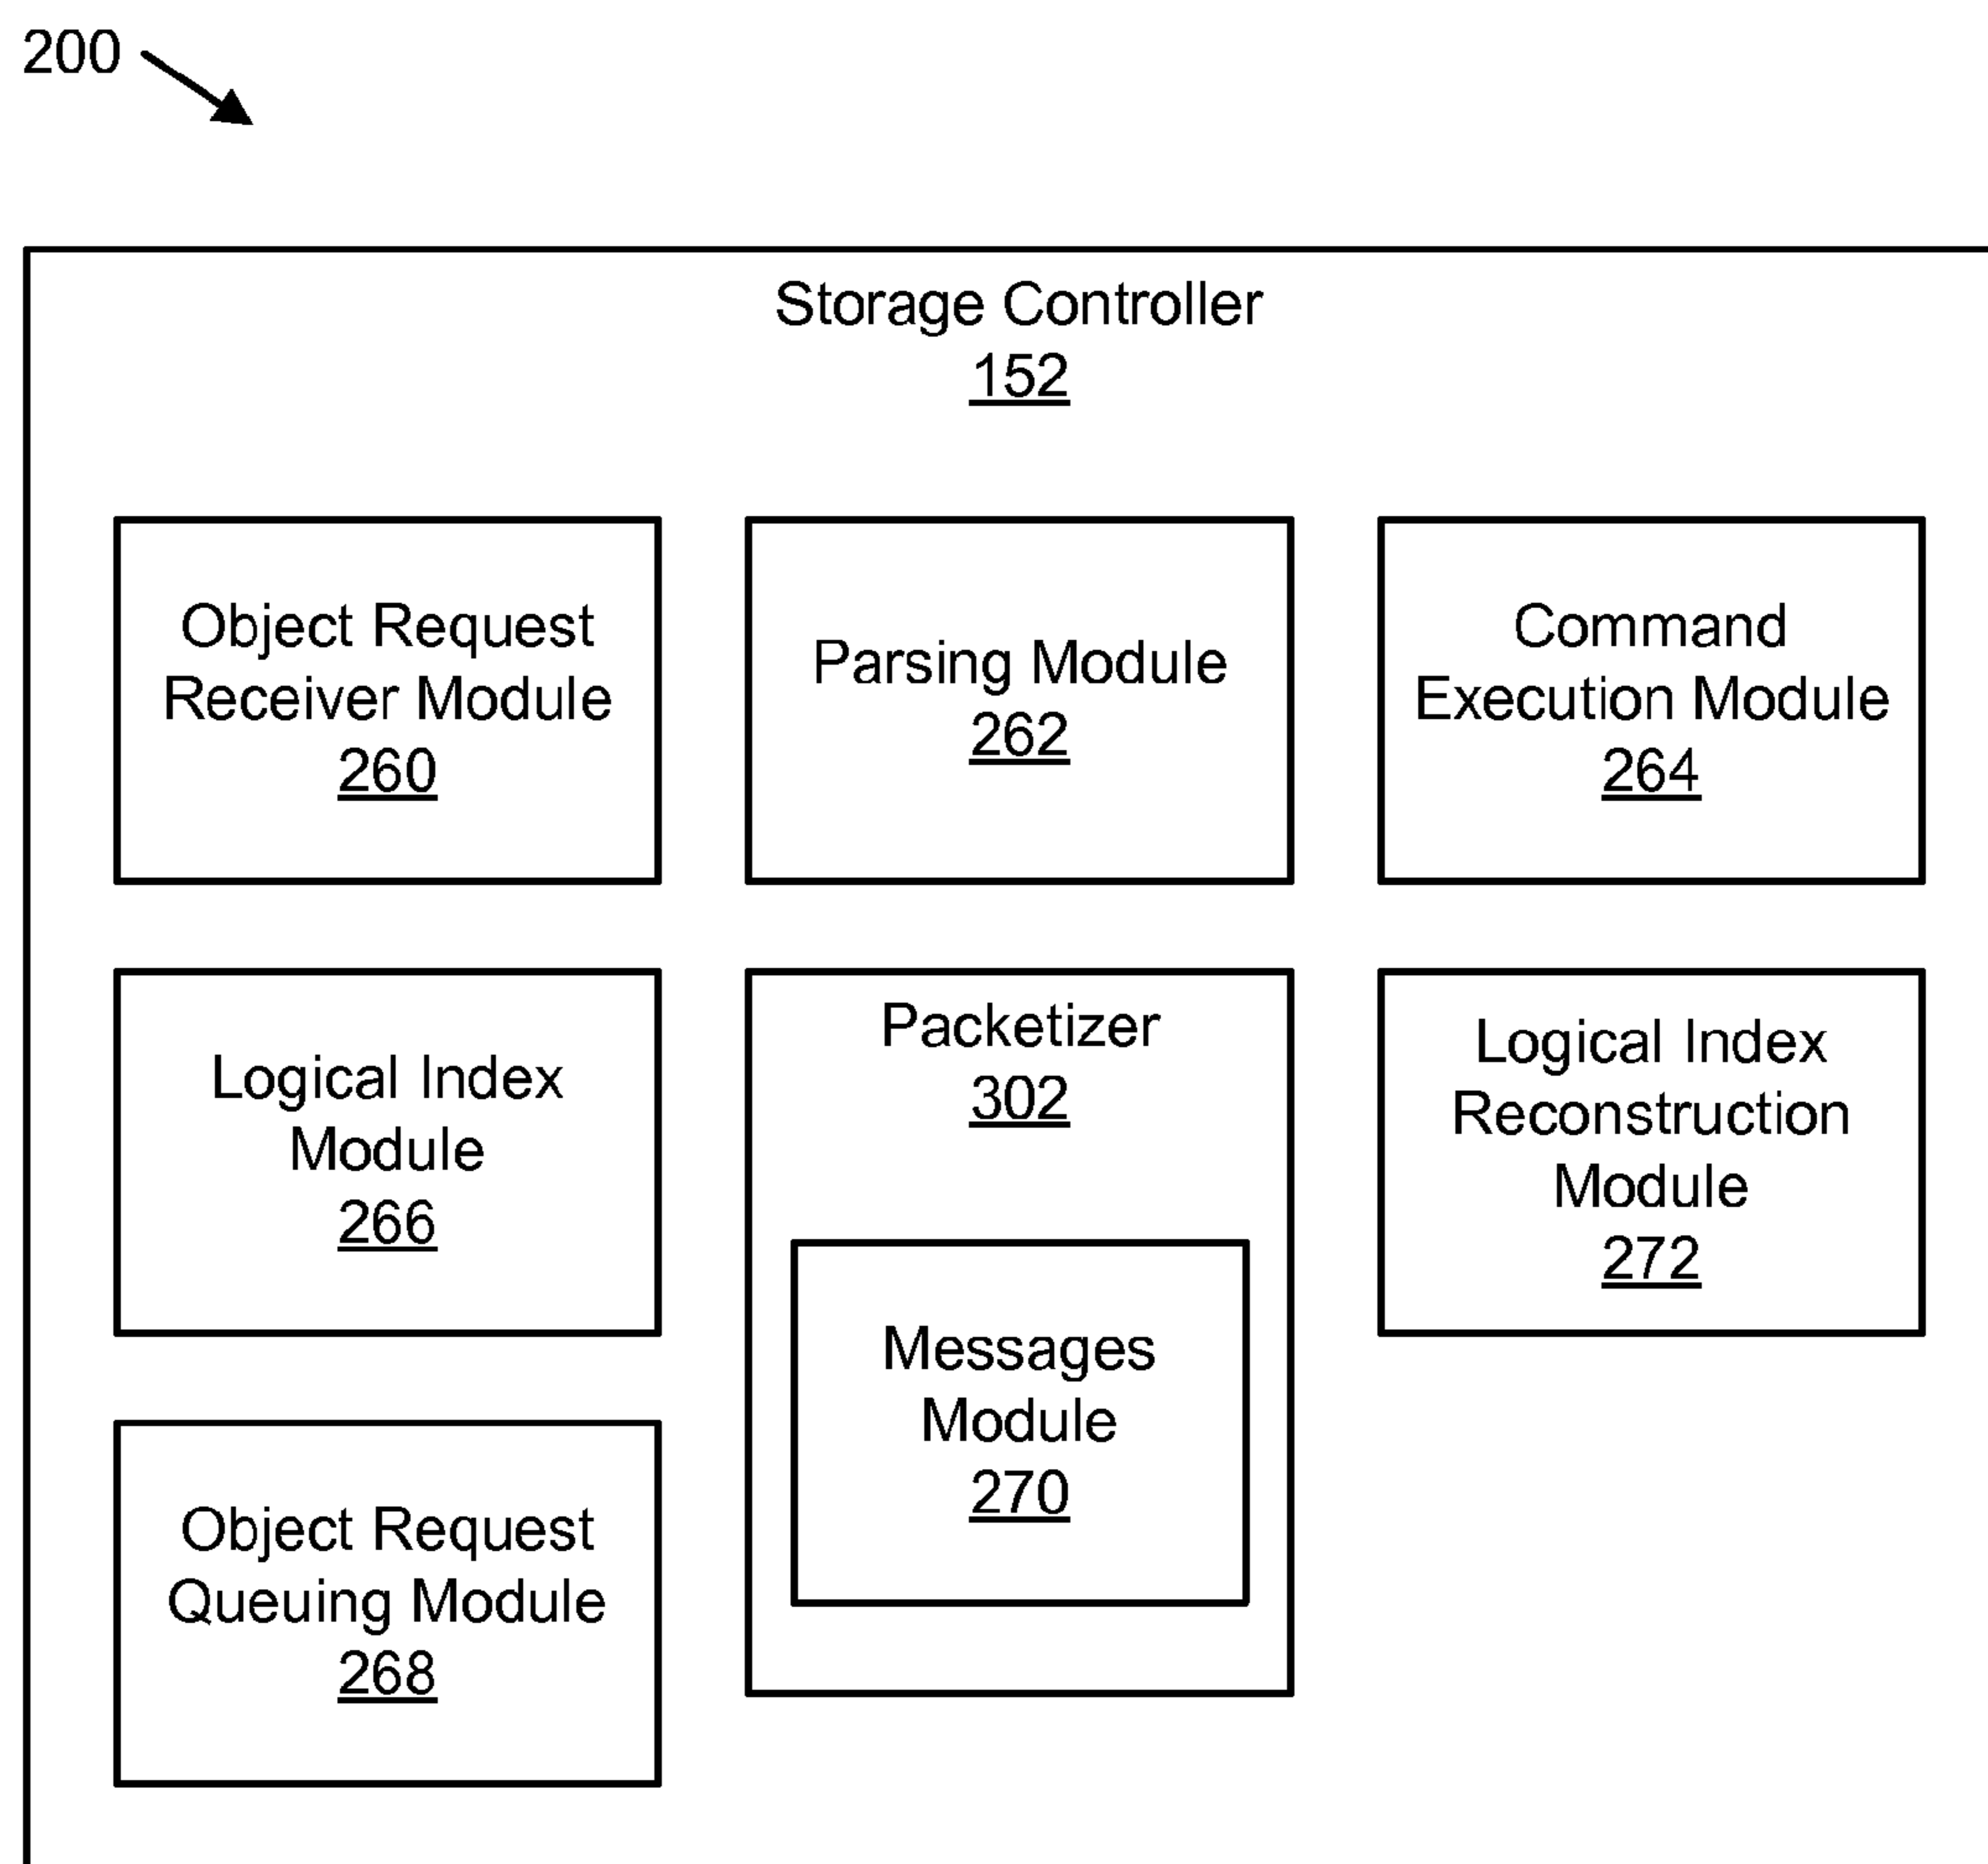 200
Storage Controller
152
Object Request
Receiver Module
260
Parsing Module
262
Command
Execution Module
264
Logical Index
Module
266
Packetizer
302
Messages
Module
270
Logical Index
Reconstruction
Module
272
Object Request
Queuing Module
268